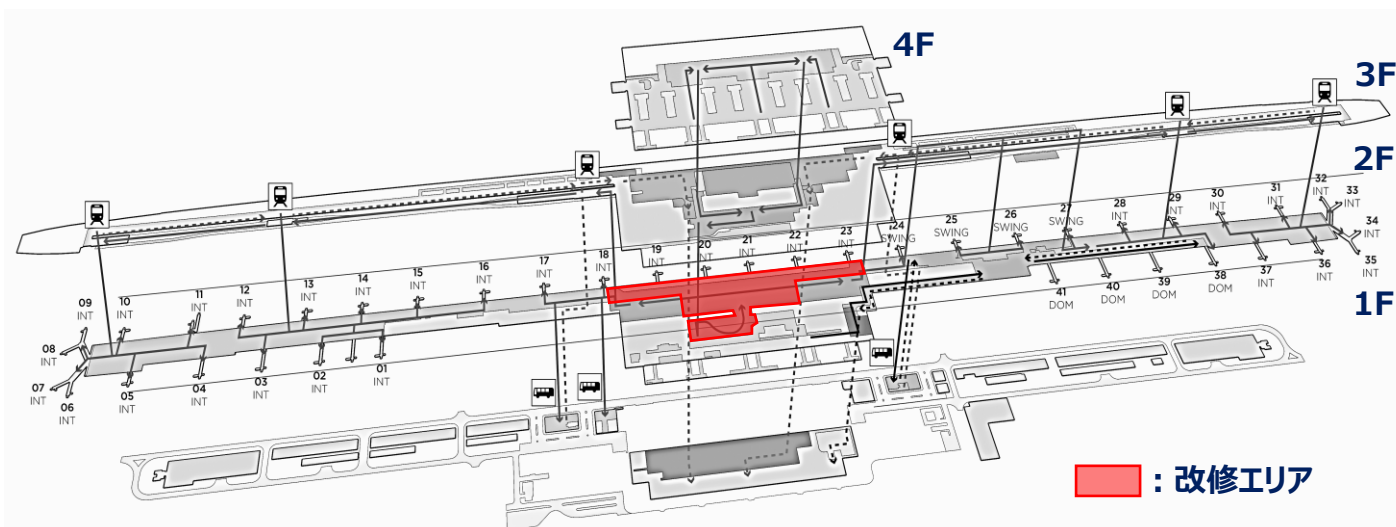 4F
3F
2F
1F
09
INT
10
INT
11
INT
12
INT
13
INT
14
INT
15
INT
16
INT
17
INT
18
INT
19
INT
20
INT
21
INT
22
INT
23
INT
24
SWING
25
SWING
26
SWING
27
SWING
28
INT
29
INT
30
INT
31
INT
32
INT
33
INT
34
INT
35
INT
36
INT
37
INT
38
DOM
39
DOM
40
DOM
41
DOM
08
INT
07
INT
06
INT
05
INT
04
INT
03
INT
02
INT
01
INT
：改修エリア